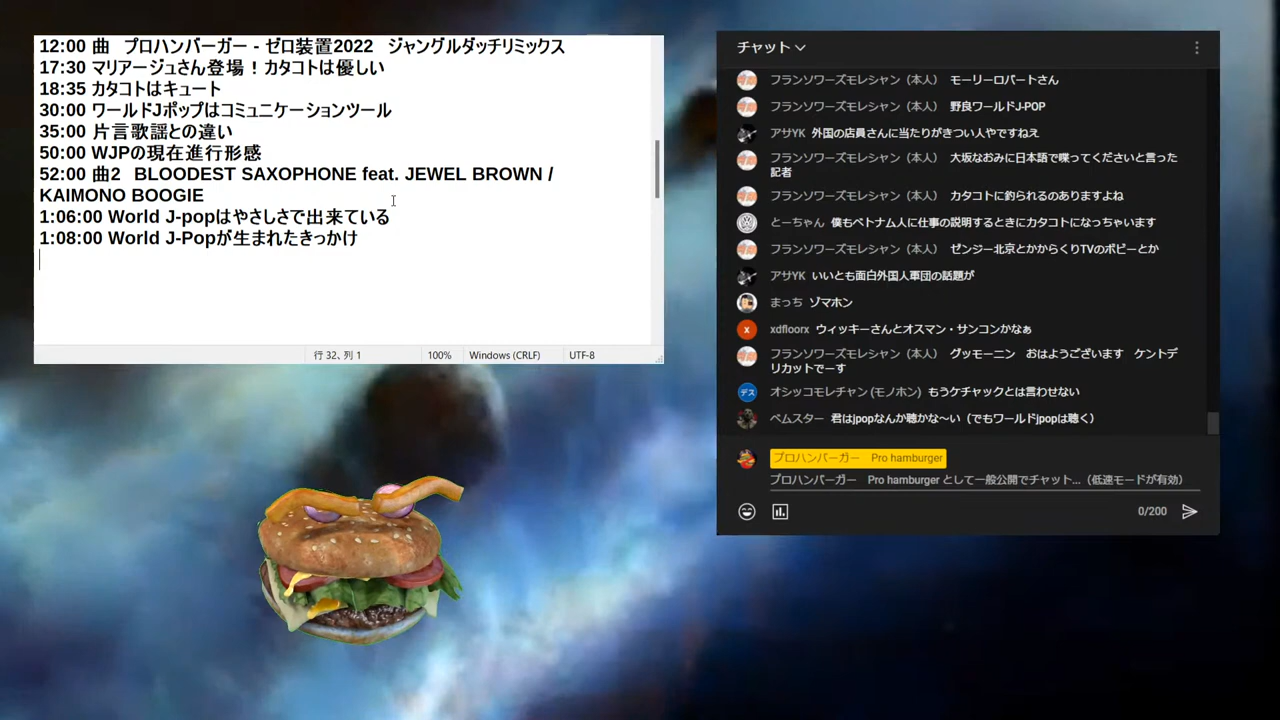 12:00 曲　プロハンバーガー - ゼロ装置2022　ジャングルダッチリミックス
17:30 マリアージュさん登場！カタコトは優しい
18:35 カタコトはキュート
30:00 ワールドJポップはコミュニケーションツール
35:00 片言歌謡との違い
50:00 WJPの現在進行形感
52:00 曲2　BLOODEST SAXOPHONE feat. JEWEL BROWN /
KAIMONO BOOGIE
1:06:00 World J-popはやさしさで出来ている
1:08:00 World J-Popが生まれたきっかけ
行 32、列 1
100%
Windows (CRLF)
UTF-8
チャット
フランソワーズモレシャン（本人） モーリーロバートさん
フランソワーズモレシャン（本人） 野良ワールドJ-POP
アサYK 外国の店員さんに当たりがきつい人やですねえ
フランソワーズモレシャン（本人） 大坂なおみに日本語で喋ってくださいと言った
記者
フランソワーズモレシャン（本人） カタコトに釣られるのありますよね
とーちゃん 僕もベトナム人に仕事の説明するときにカタコトになっちゃいます
フランソワーズモレシャン（本人） ゼンジー北京とかからくりTVのボビーとか
アサYK いいとも面白外国人軍団の話題が
まっち ゾマホン
x xdfloorx ウィッキーさんとオスマン・サンコンかなぁ
フランソワーズモレシャン（本人） グッモーニン　おはようございます　ケントデ
リカットでーす
デス オシッコモレチャン (モノホン) もうケチャックとは言わせない
ベムスター 君はjpopなんか聴かな〜い（でもワールドjpopは聴く）
プロハンバーガー　Pro hamburger
プロハンバーガー　Pro hamburger として一般公開でチャット...（低速モードが有効）
0/200